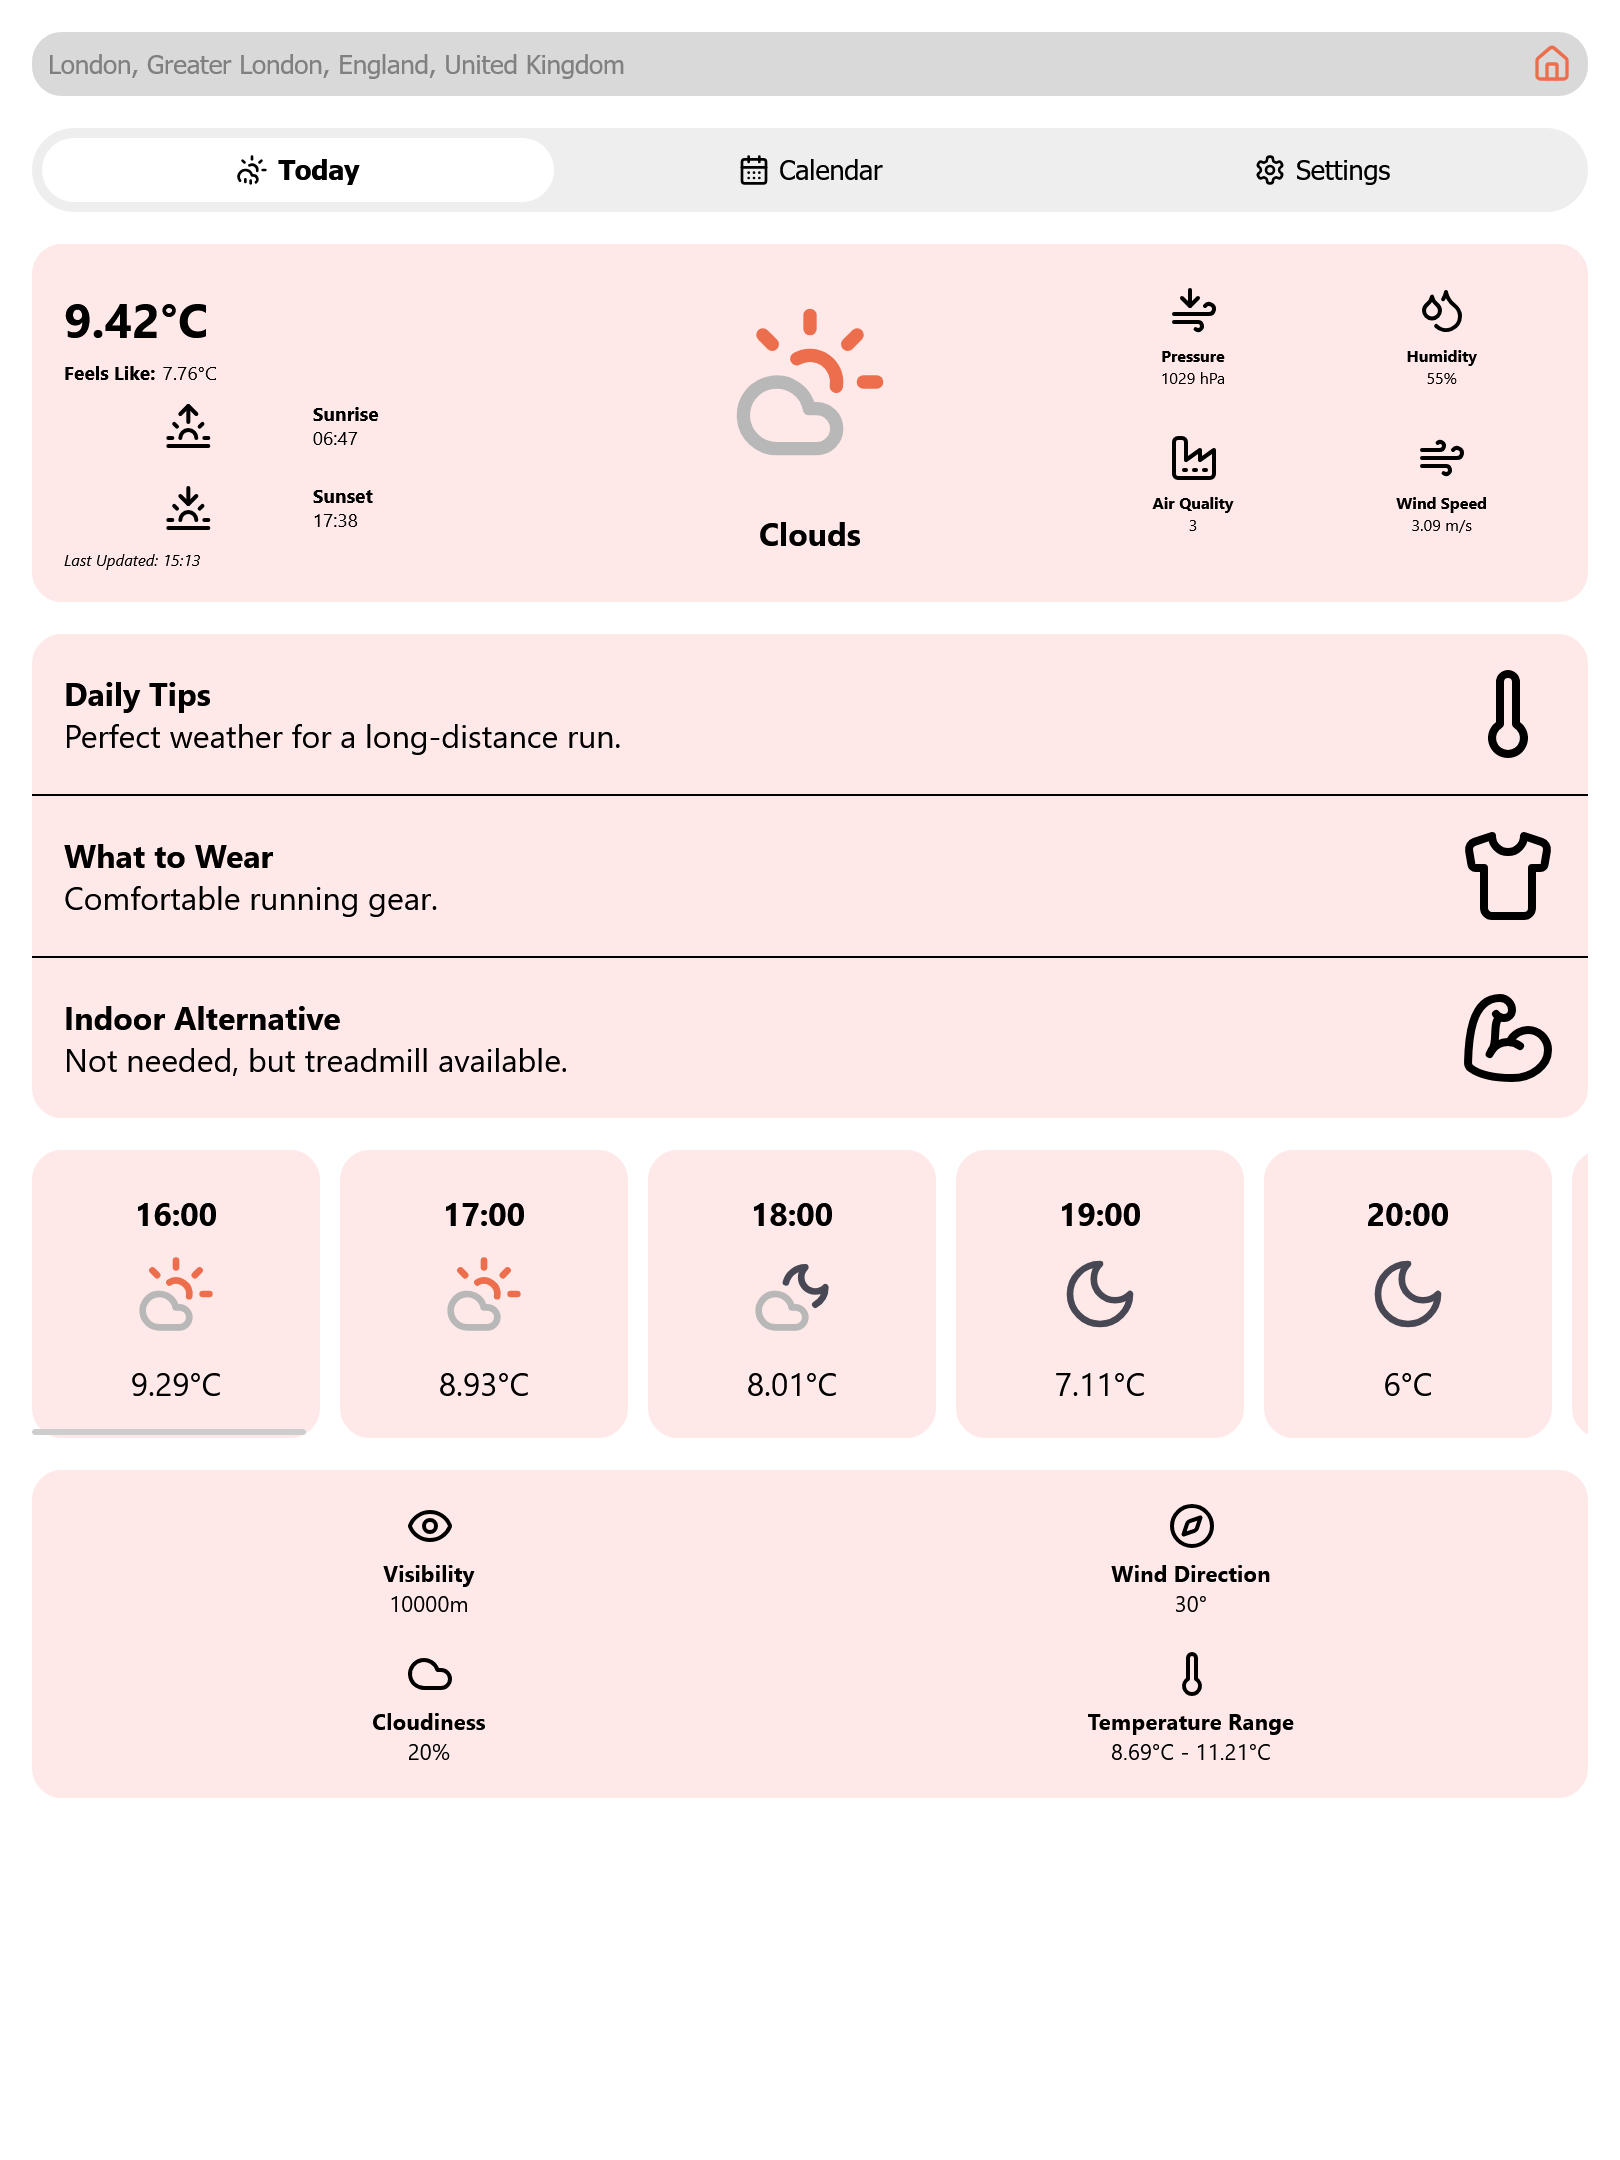 London, Greater London, England, United Kingdom
Today
Calendar
Settings
9.42°C
Feels Like: 7.76°C
Sunrise
06:47
Sunset
17:38
Last Updated: 15:13
Clouds
Pressure
1029 hPa
Humidity
55%
Air Quality
3
Wind Speed
3.09 m/s
Daily Tips
Perfect weather for a long-distance run.
What to Wear
Comfortable running gear.
Indoor Alternative
Not needed, but treadmill available.
16:00
9.29°C
17:00
8.93°C
18:00
8.01°C
19:00
7.11°C
20:00
6°C
Visibility
10000m
Wind Direction
30°
Cloudiness
20%
Temperature Range
8.69°C - 11.21°C